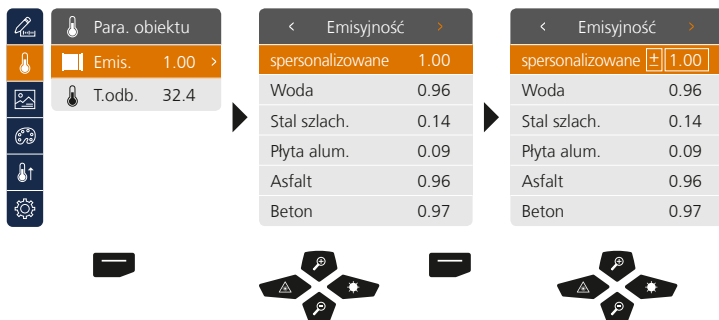 Para. obiektu
Emis. 1.00 >
T.odb. 32.4
< Emisyjność >
spersonalizowane 1.00
Woda 0.96
Stal szlach. 0.14
Płyta alum. 0.09
Asfalt 0.96
Beton 0.97
< Emisyjność >
spersonalizowane ± 1.00
Woda 0.96
Stal szlach. 0.14
Płyta alum. 0.09
Asfalt 0.96
Beton 0.97